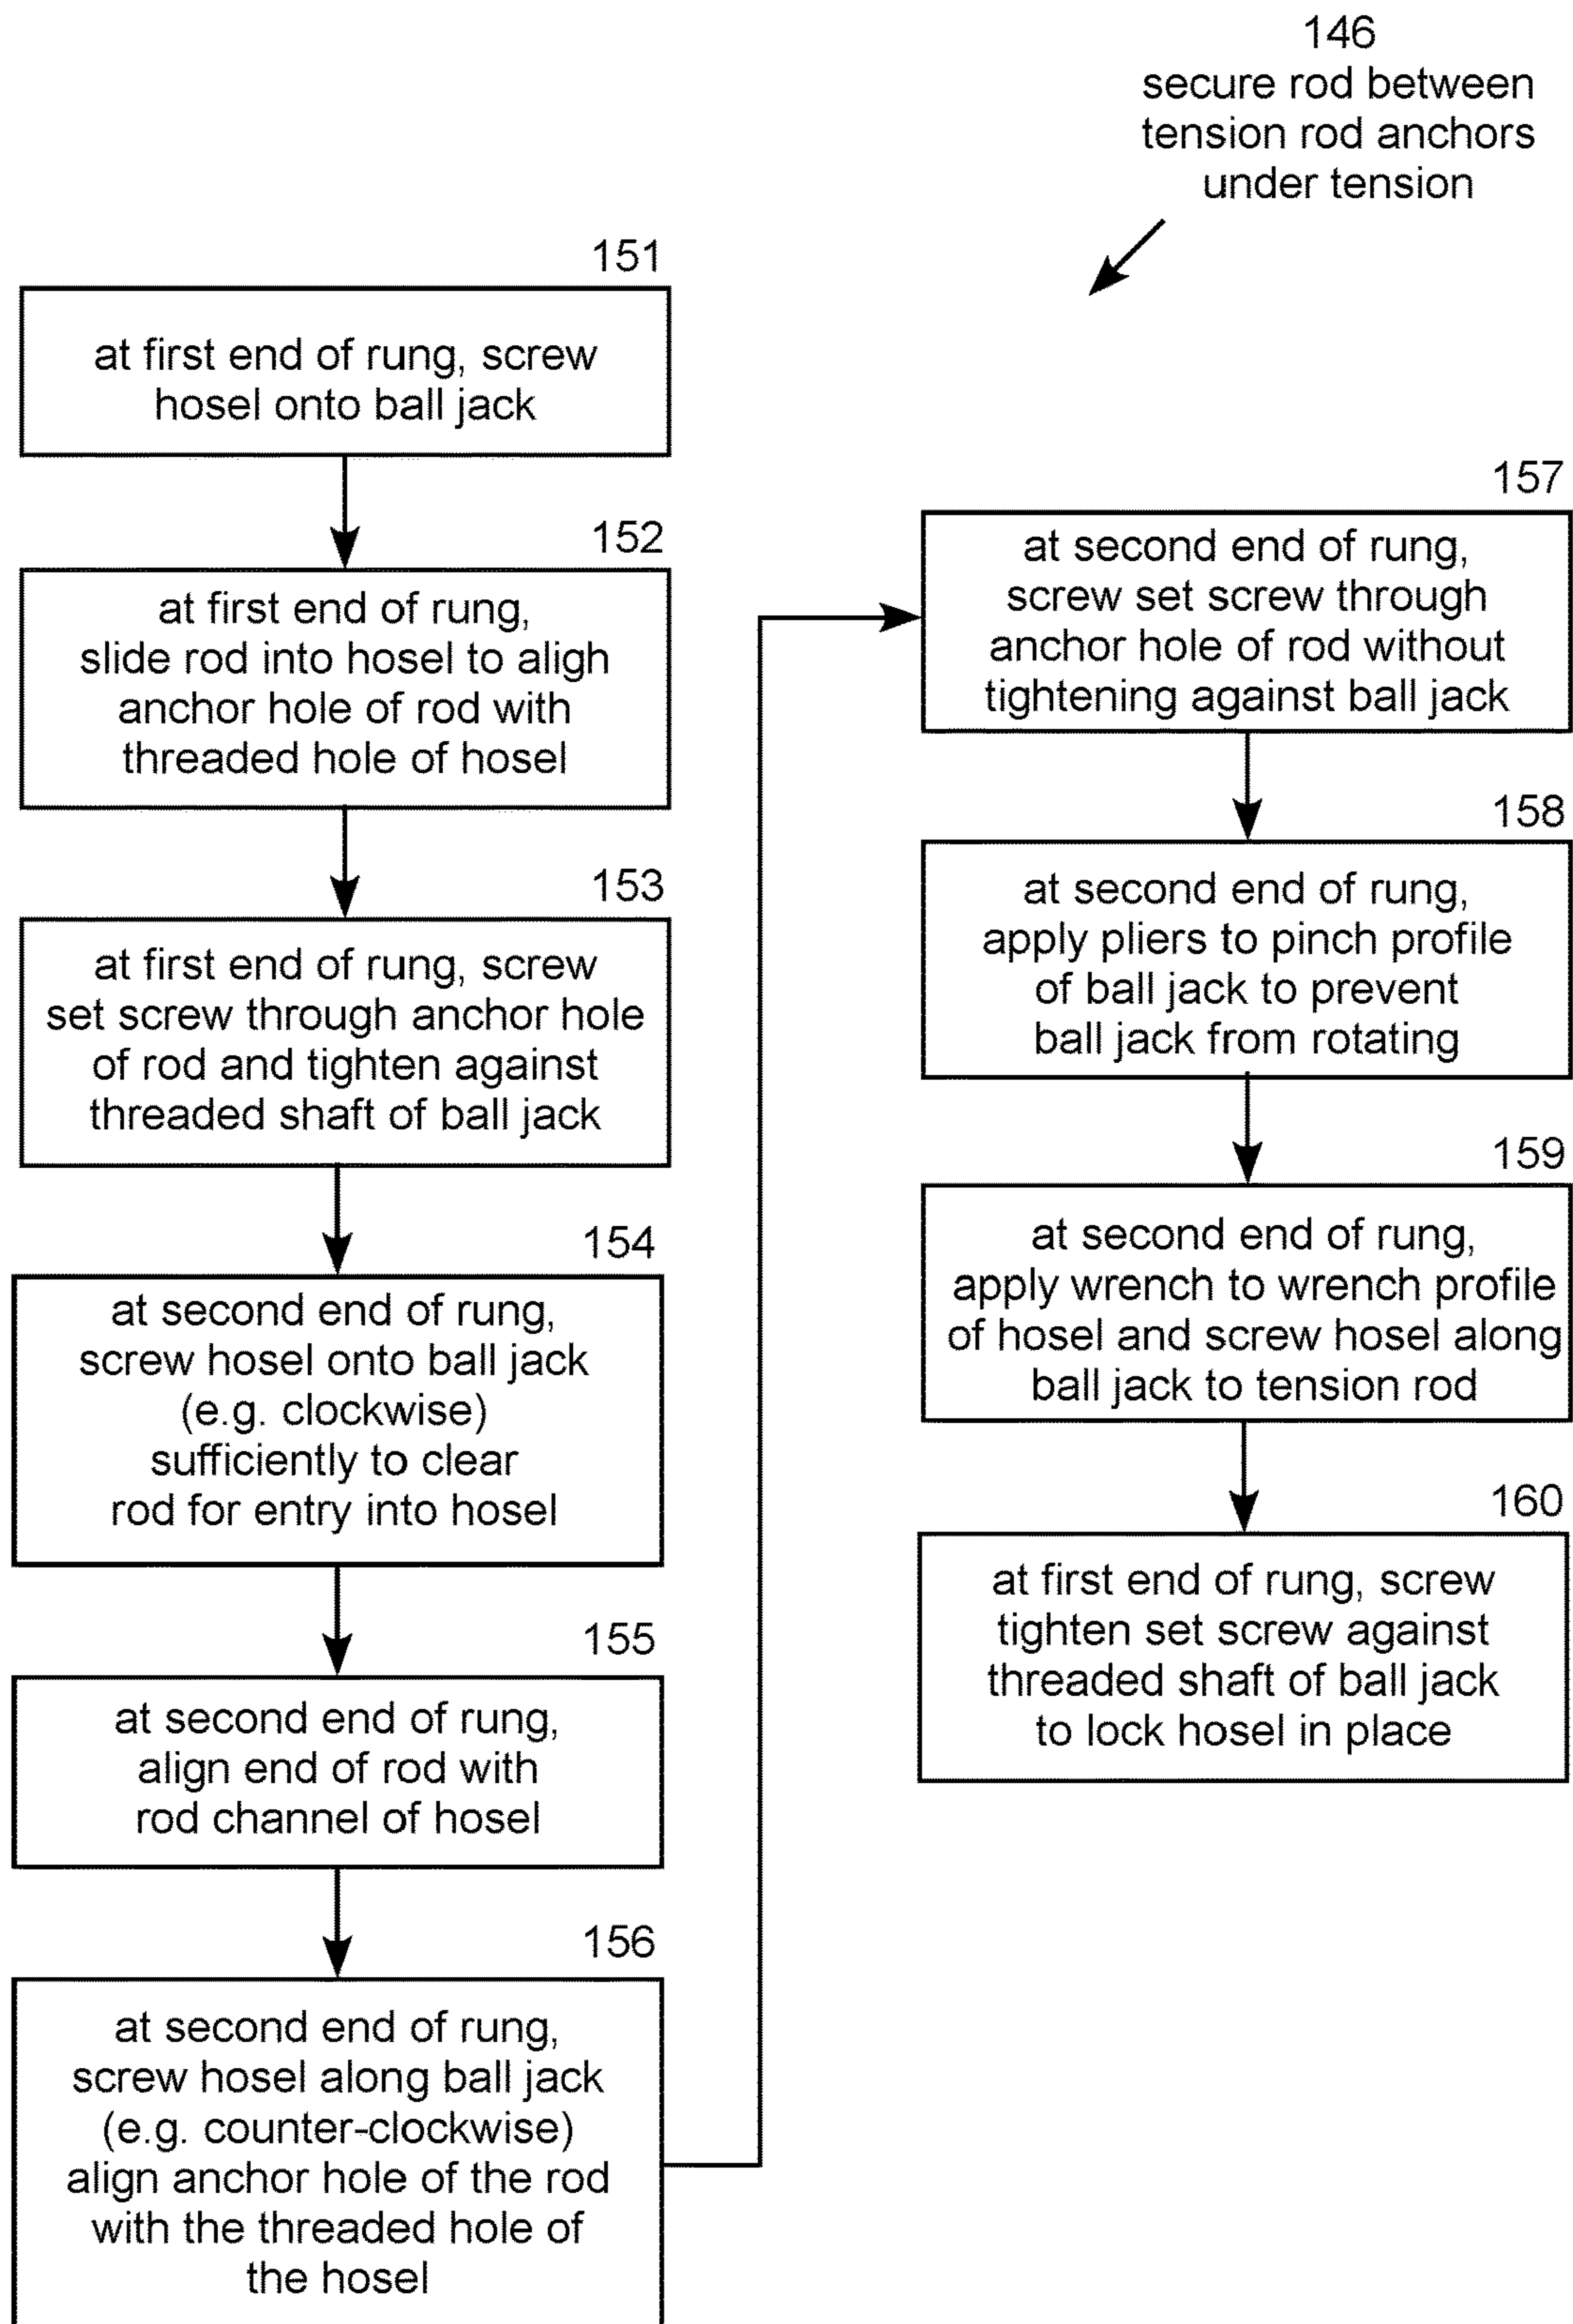 146
secure rod between
tension rod anchors
under tension
151
at first end of rung, screw
hosel onto ball jack
152
at first end of rung,
slide rod into hosel to aligh
anchor hole of rod with
threaded hole of hosel
153
at first end of rung, screw
set screw through anchor hole
of rod and tighten against
threaded shaft of ball jack
154
at second end of rung,
screw hosel onto ball jack
(e.g. clockwise)
sufficiently to clear
rod for entry into hosel
155
at second end of rung,
align end of rod with
rod channel of hosel
156
at second end of rung,
screw hosel along ball jack
(e.g. counter-clockwise)
align anchor hole of the rod
with the threaded hole of
the hosel
157
at second end of rung,
screw set screw through
anchor hole of rod without
tightening against ball jack
158
at second end of rung,
apply pliers to pinch profile
of ball jack to prevent
ball jack from rotating
159
at second end of rung,
apply wrench to wrench profile
of hosel and screw hosel along
ball jack to tension rod
160
at first end of rung, screw
tighten set screw against
threaded shaft of ball jack
to lock hosel in place